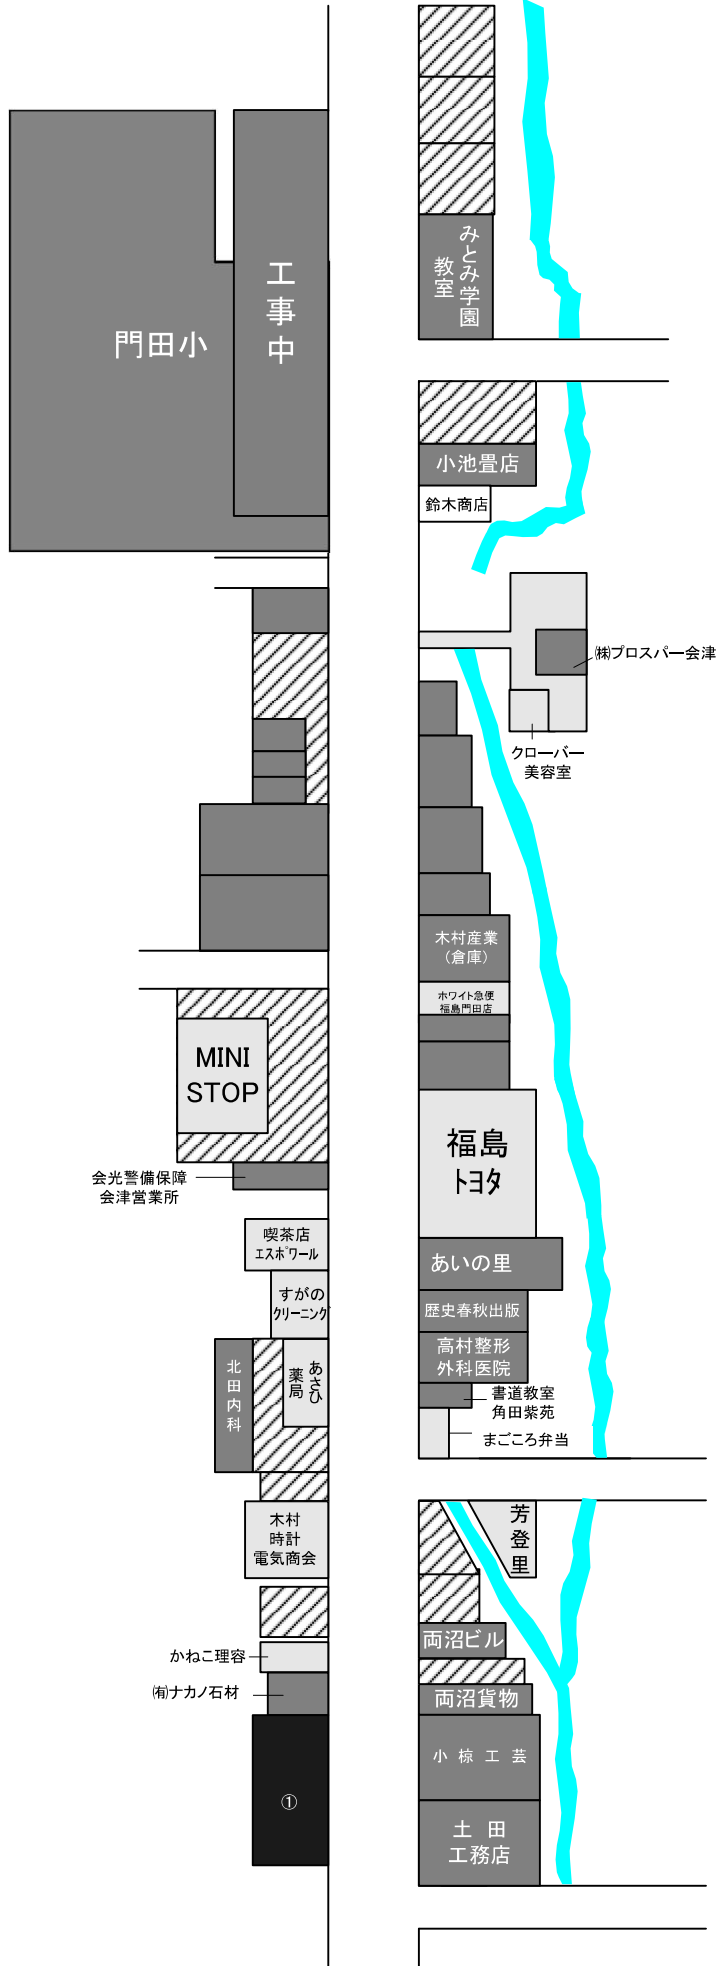 みとみ学園
教室
工
事
中
門田小
小池畳店
鈴木商店
㈱プロスパー会津
クローバー
美容室
木村産業
（倉庫）
ホワイト急便
福島門田店
MINI
STOP
福島
トヨタ
会光警備保障
会津営業所
喫茶店
エスポワール
あいの里
すがの
クリーニング
歴史春秋出版
高村整形
外科医院
あさひ
薬局
北田内科
書道教室
角田紫苑
まごころ弁当
芳登里
木村
時計
電気商会
両沼ビル
かねこ理容
㈲ナカノ石材
両沼貨物
小椋工芸
①
土田
工務店